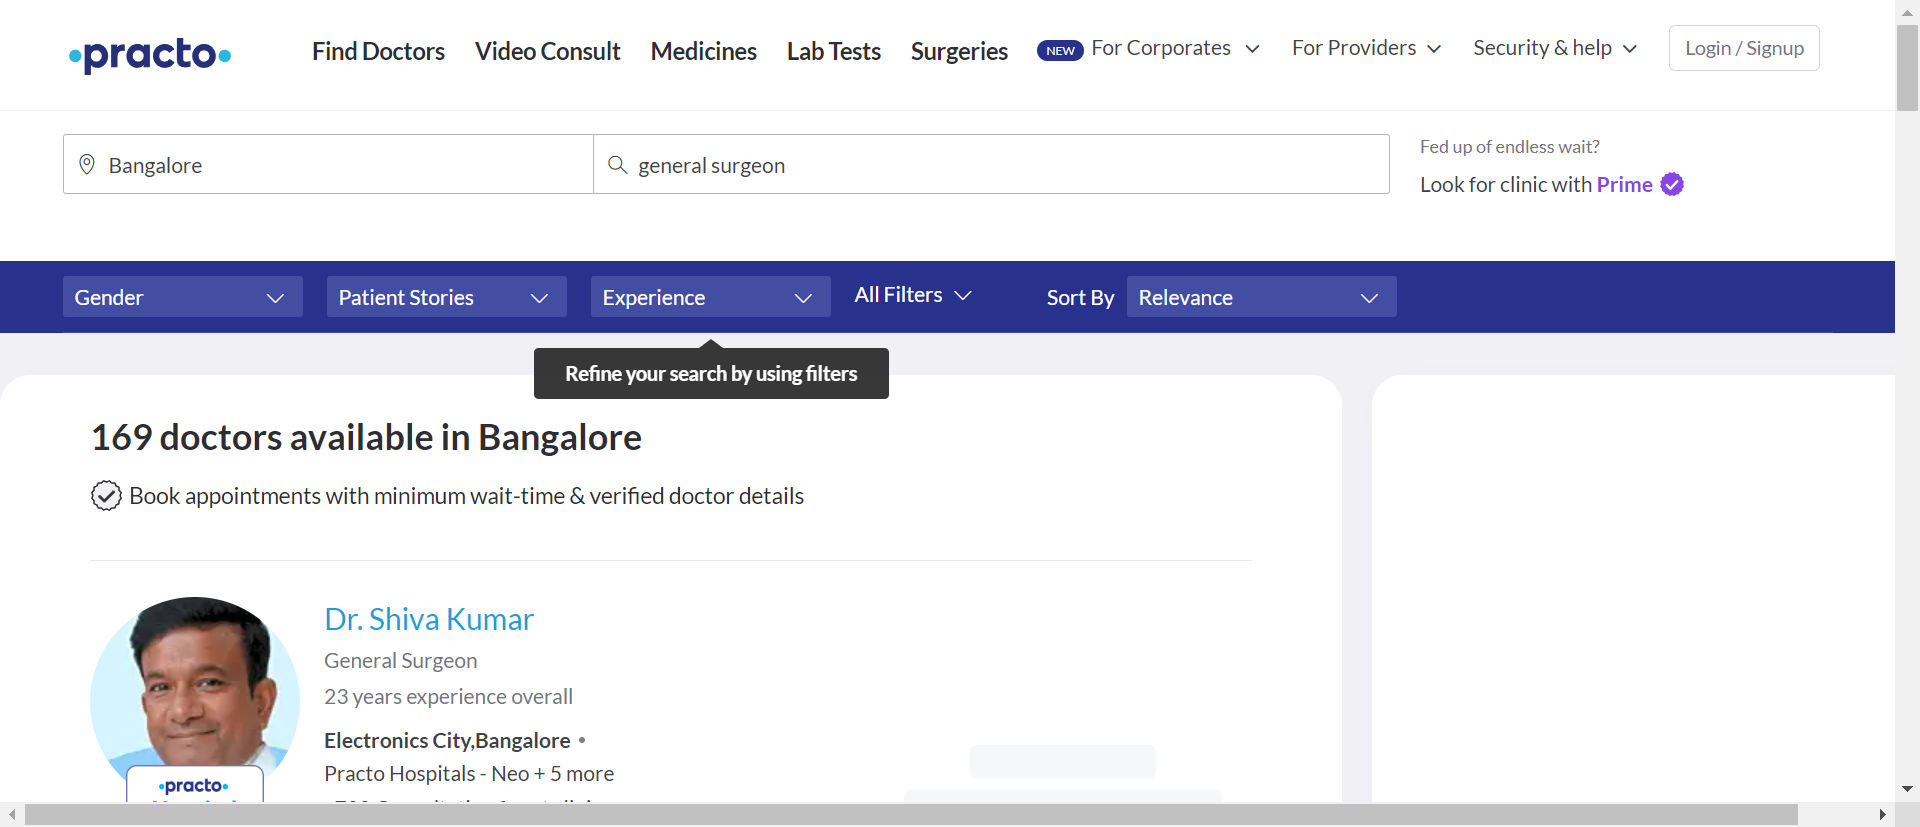 practo
Find Doctors
Video Consult
Medicines
Lab Tests
Surgeries
NEW For Corporates
For Providers
Security & help
Login / Signup
Bangalore
general surgeon
Fed up of endless wait?
Look for clinic with Prime
Gender
Patient Stories
Experience
All Filters
Sort By
Relevance
Refine your search by using filters
169 doctors available in Bangalore
Book appointments with minimum wait-time & verified doctor details
Dr. Shiva Kumar
General Surgeon
23 years experience overall
Electronics City,Bangalore •
Practo Hospitals - Neo + 5 more
practo